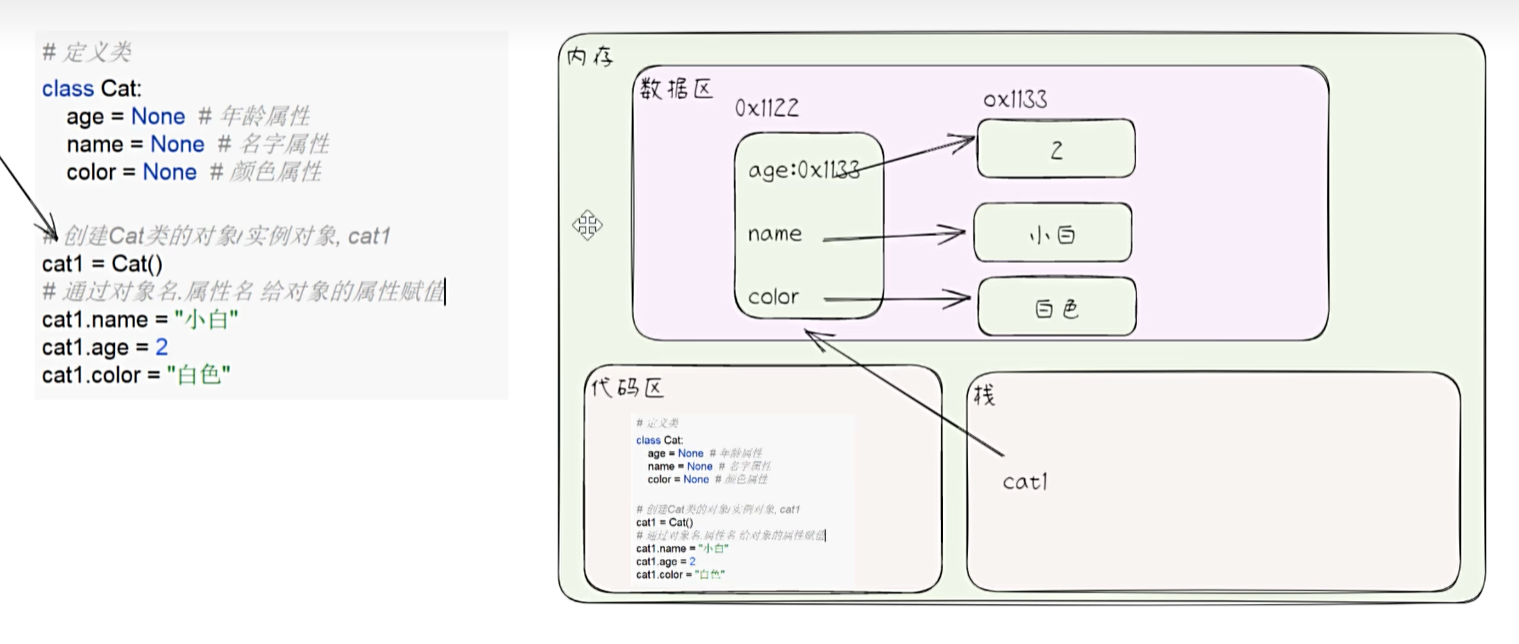 # 定义类
class Cat:
age = None # 年龄属性
name = None # 名字属性
color = None # 颜色属性
# 创建Cat类的对象/实例对象, cat1
cat1 = Cat()
# 通过对象名.属性名 给对象的属性赋值
cat1.name = "小白"
cat1.age = 2
cat1.color = "白色"
内存
数据区
0x1122
0x1133
age:0x1133
2
name
小白
color
白色
代码区
# 定义类
class Cat:
age = None # 年龄属性
name = None # 名字属性
color = None # 颜色属性
# 创建Cat类的对象/实例对象, cat1
cat1 = Cat()
# 通过对象名.属性名 给对象的属性赋值
cat1.name = "小白"
cat1.age = 2
cat1.color = "白色"
栈
cat1